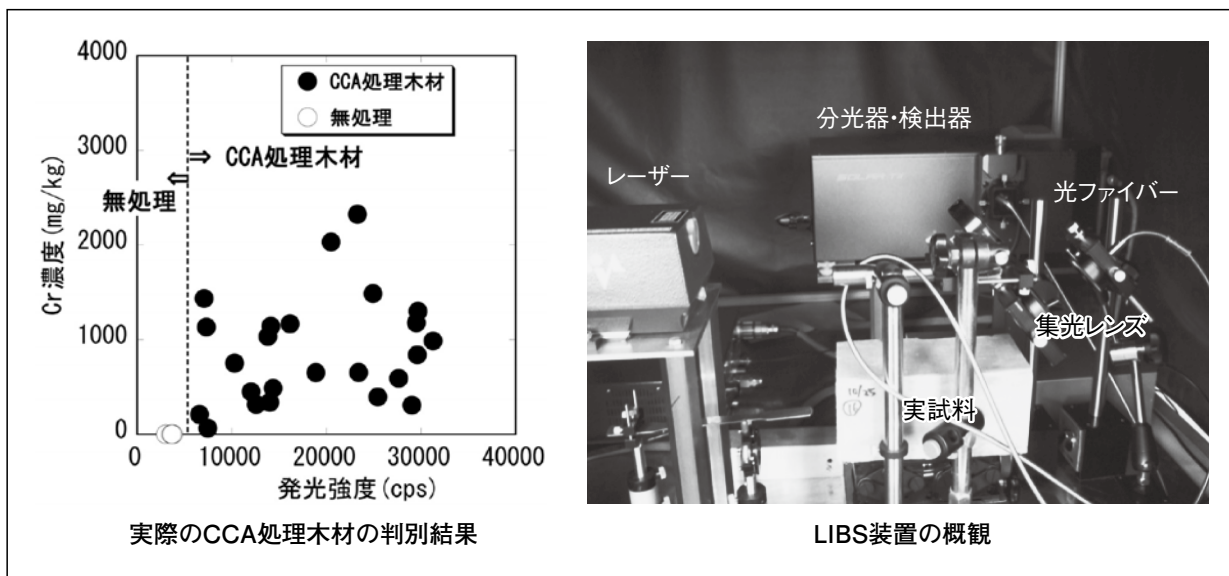 4000
3000
2000
1000
0
Cr濃度(mg/kg)
CCA処理木材
無処理
⇒ CCA処理木材
⇐
無処理
0 10000 20000 30000 40000
発光強度(cps)
実際のCCA処理木材の判別結果
分光器・検出器
レーザー
光ファイバー
集光レンズ
実試料
10/25
LIBS装置の概観